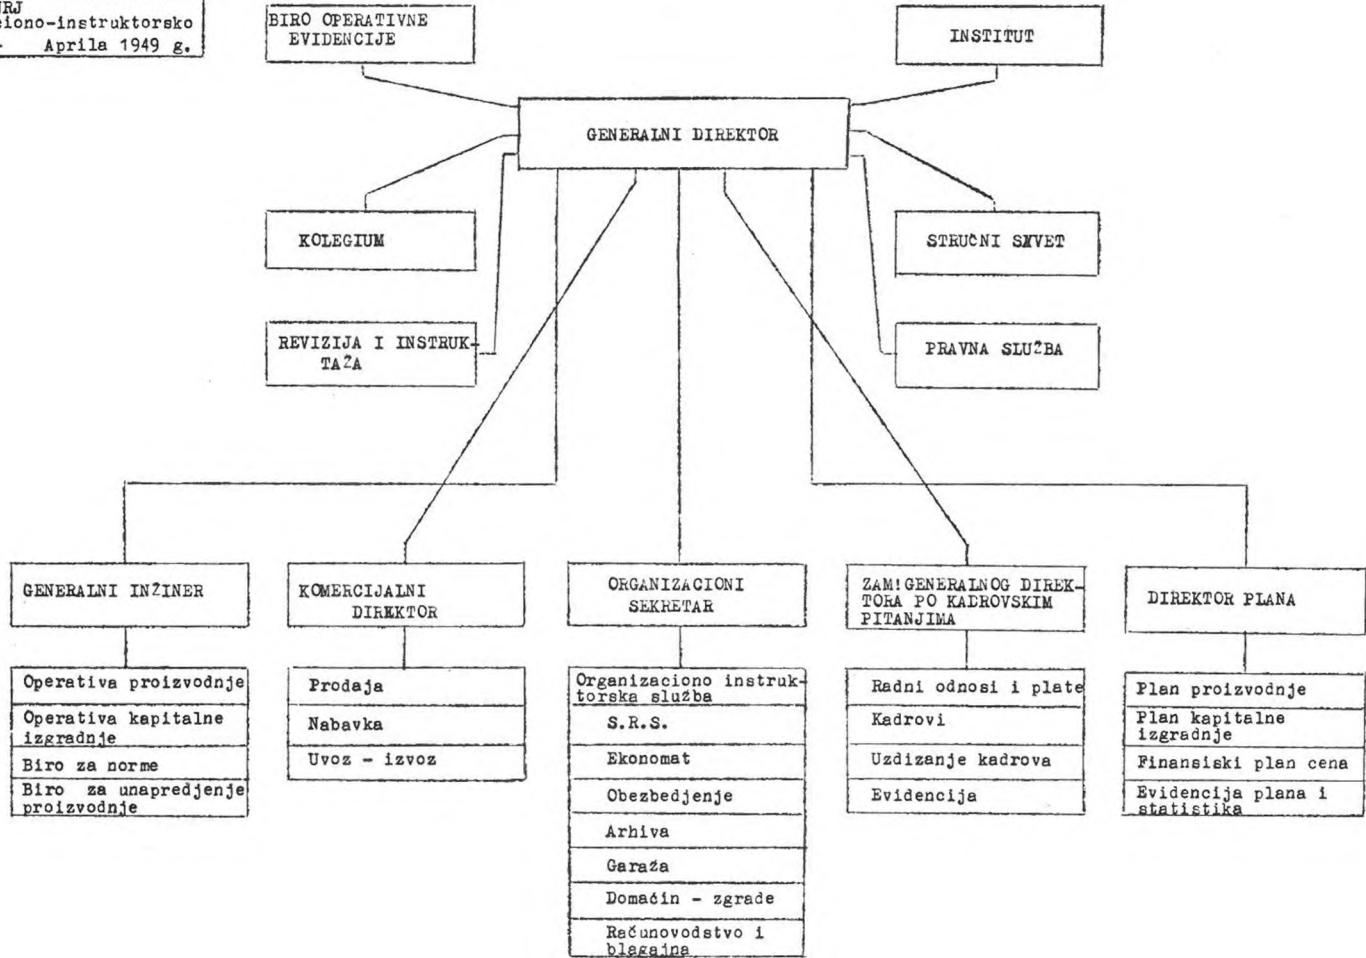 Aprila 1949 g.
BIRO OPERATIVNE
EVIDENCIJE
INSTITUT
GENERALNI DIREKTOR
KOLEGIUM
STRUČNI SAVET
REVIZIJA I INSTRUK-
TAŽA
PRAVNA SLUŽBA
GENERALNI INŽINER
KOMERCIJALNI
DIREKTOR
ORGANIZACIONI
SEKRETAR
ZAM!GENERALNOG DIREK-
TORA PO KADROVSKIM
PITANJIMA
DIREKTOR PLANA
Operativa proizvodnje
Operativa kapitalne
izgradnje
Biro za norme
Biro za unapredjenje
proizvodnje
Prodaja
Nabavka
Uvoz - izvoz
Organizaciono instruk-
torska služba
S.R.S.
Ekonomat
Obezbedjenje
Arhiva
Garaža
Domaćin - zgrade
Računovodstvo i
blagajna
Radni odnosi i plate
Kadrovi
Uzdizanje kadrova
Evidencija
Plan proizvodnje
Plan kapitalne
izgradnje
Finansiski plan cena
Evidencija plana i
statistika